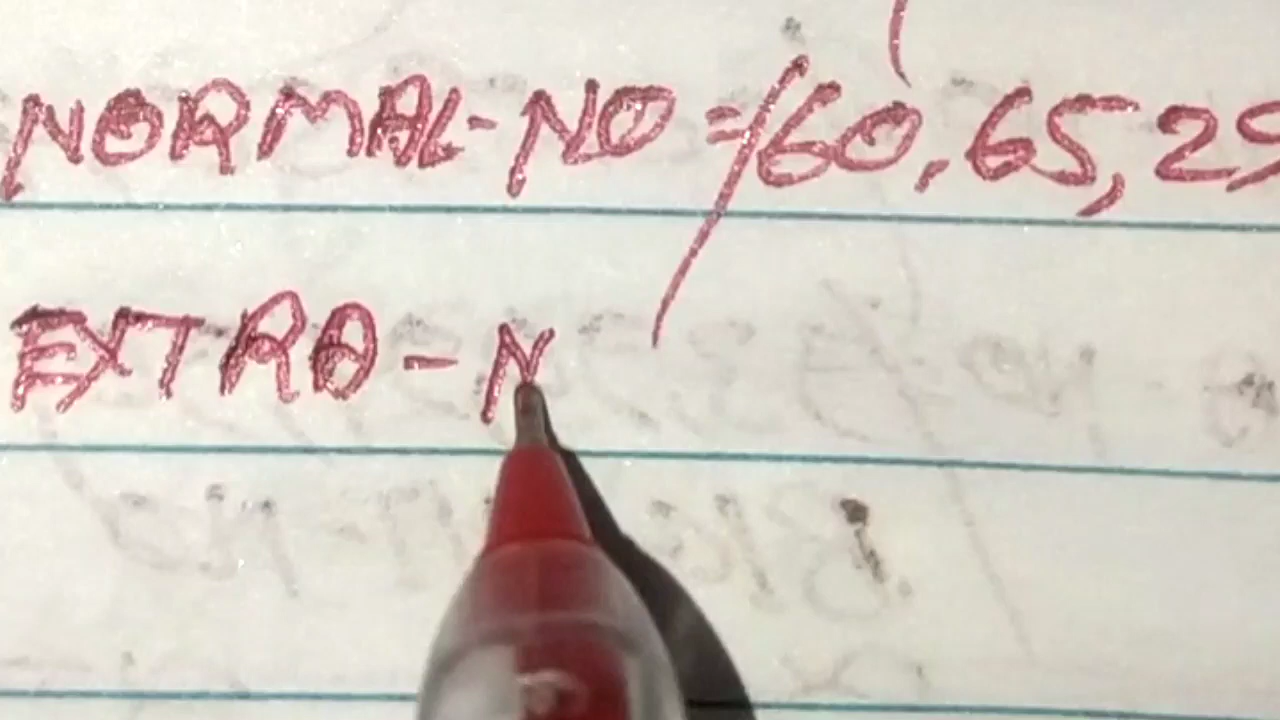 NORMAL-NO = /60, 65, 29
EXTRA - N